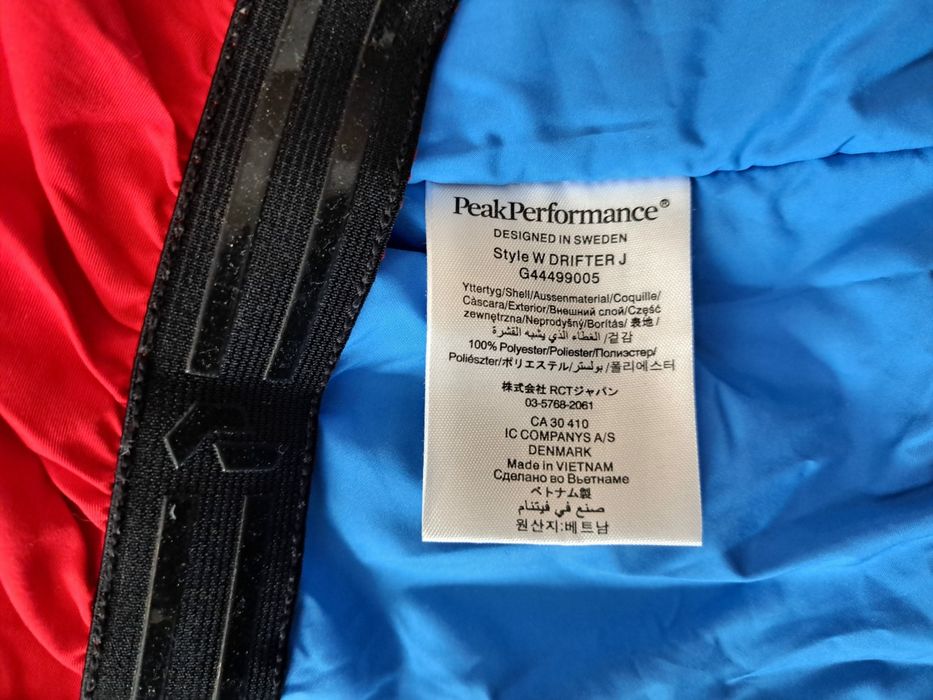 PeakPerformance®
DESIGNED IN SWEDEN
Style W DRIFTER J
G44499005
Yttertyg/Shell/Aussenmaterial/Coquille/
Càscara/Exterior/Внешний слой/Część
zewnętrzna/Neprodyšný/Borítás/ 表地/
الغطاء الذي يشبه القشرة /겉감
100% Polyester/Poliester/Полиэстер/
Poliészter/ポリエステル/بولستر/폴리에스터
株式会社 RCTジャパン
03-5768-2061
CA 30 410
IC COMPANYS A/S
DENMARK
Made in VIETNAM
Сделано во Вьетнаме
ベトナム製
صنع في فيتنام
원산지:베트남